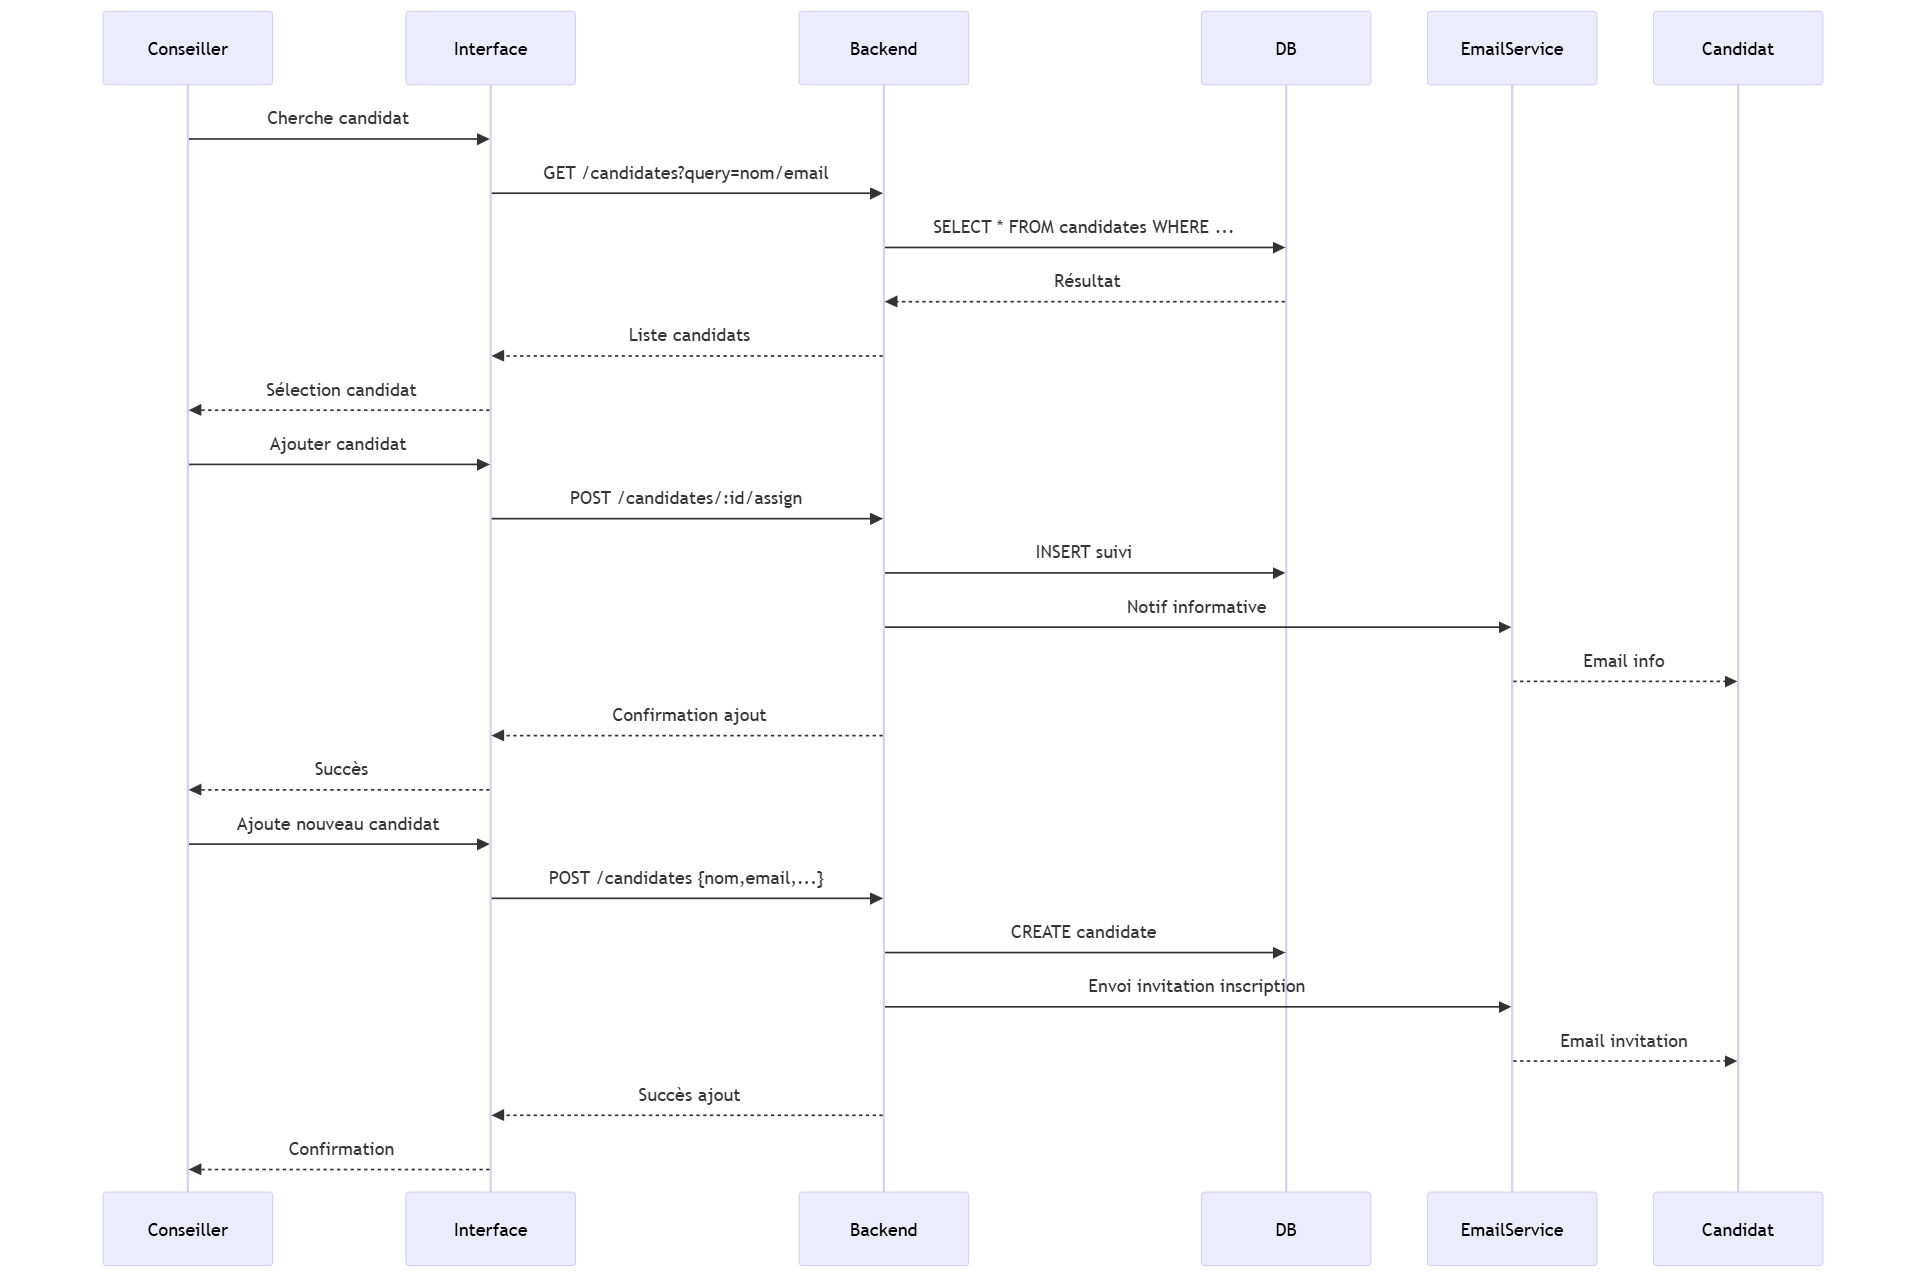 Conseiller
Interface
Backend
DB
EmailService
Candidat
Cherche candidat
GET /candidates?query=nom/email
SELECT * FROM candidates WHERE ...
Résultat
Liste candidats
Sélection candidat
Ajouter candidat
POST /candidates/:id/assign
INSERT suivi
Notif informative
Email info
Confirmation ajout
Succès
Ajoute nouveau candidat
POST /candidates {nom,email,...}
CREATE candidate
Envoi invitation inscription
Email invitation
Succès ajout
Confirmation
Conseiller
Interface
Backend
DB
EmailService
Candidat